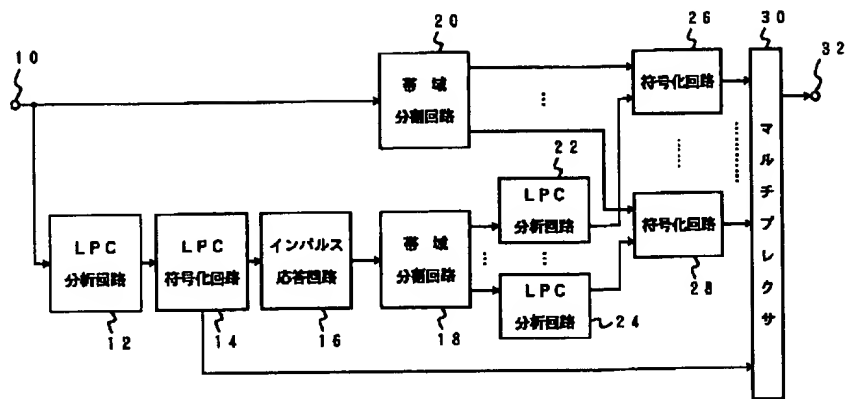 20
26
30
32
10
帯域
分割回路
符号化回路
22
LPC
分析回路
符号化回路
28
LPC
分析回路
12
LPC
符号化回路
14
インパルス
応答回路
16
帯域
分割回路
18
LPC
分析回路
24
マルチプレクサ